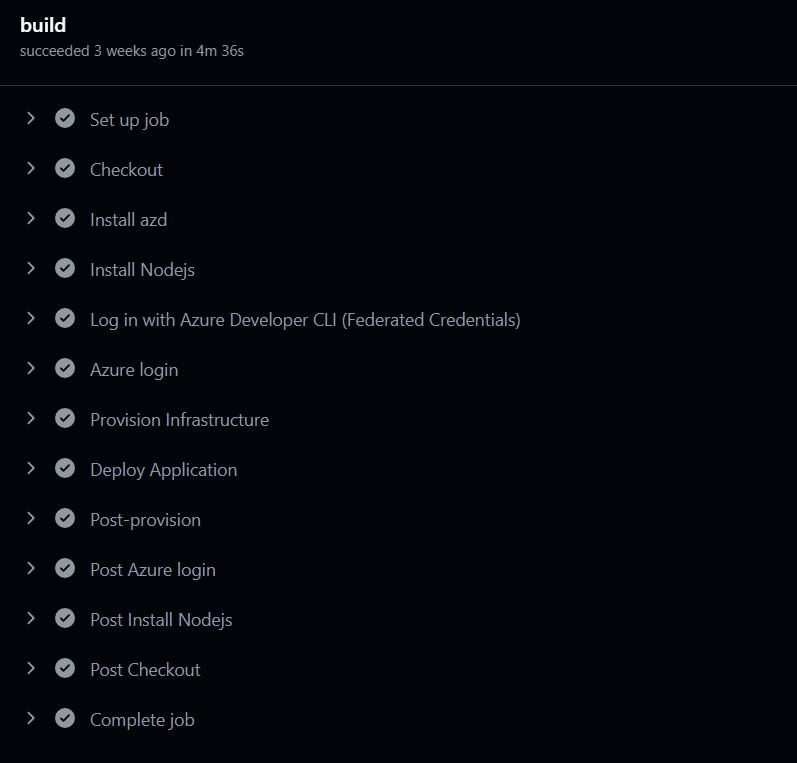 build
succeeded 3 weeks ago in 4m 36s
Set up job
Checkout
Install azd
Install Nodejs
Log in with Azure Developer CLI (Federated Credentials)
Azure login
Provision Infrastructure
Deploy Application
Post-provision
Post Azure login
Post Install Nodejs
Post Checkout
Complete job